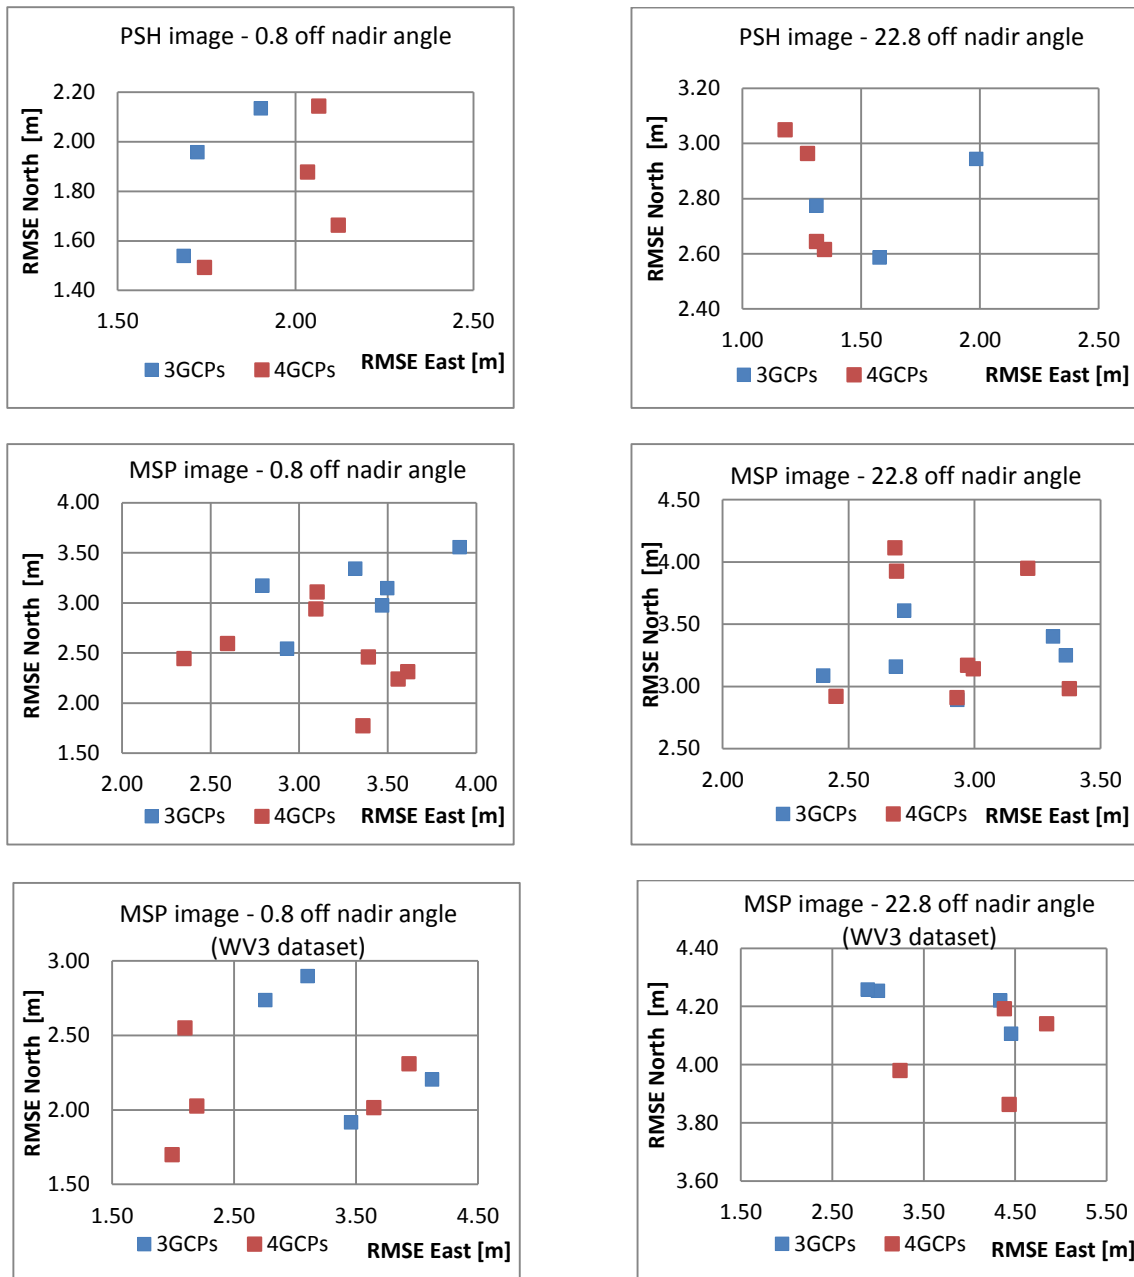 PSH image - 0.8 off nadir angle
RMSE North [m]
2.20
2.00
1.80
1.60
1.40
1.50 2.00 2.50
RMSE East [m]
3GCPs 4GCPs
PSH image - 22.8 off nadir angle
RMSE North [m]
3.20
3.00
2.80
2.60
2.40
1.00 1.50 2.00 2.50
3GCPs 4GCPs RMSE East [m]
MSP image - 0.8 off nadir angle
RMSE North [m]
4.00
3.50
3.00
2.50
2.00
1.50
2.00 2.50 3.00 3.50 4.00
3GCPs 4GCPs RMSE East [m]
MSP image - 22.8 off nadir angle
RMSE North [m]
4.50
4.00
3.50
3.00
2.50
2.00 2.50 3.00 3.50
3GCPs 4GCPs RMSE East [m]
MSP image - 0.8 off nadir angle
(WV3 dataset)
RMSE North [m]
3.00
2.50
2.00
1.50
1.50 2.50 3.50 4.50
3GCPs 4GCPs RMSE East [m]
MSP image - 22.8 off nadir angle
(WV3 dataset)
RMSE North [m]
4.40
4.20
4.00
3.80
3.60
1.50 2.50 3.50 4.50 5.50
3GCPs 4GCPs RMSE East [m]